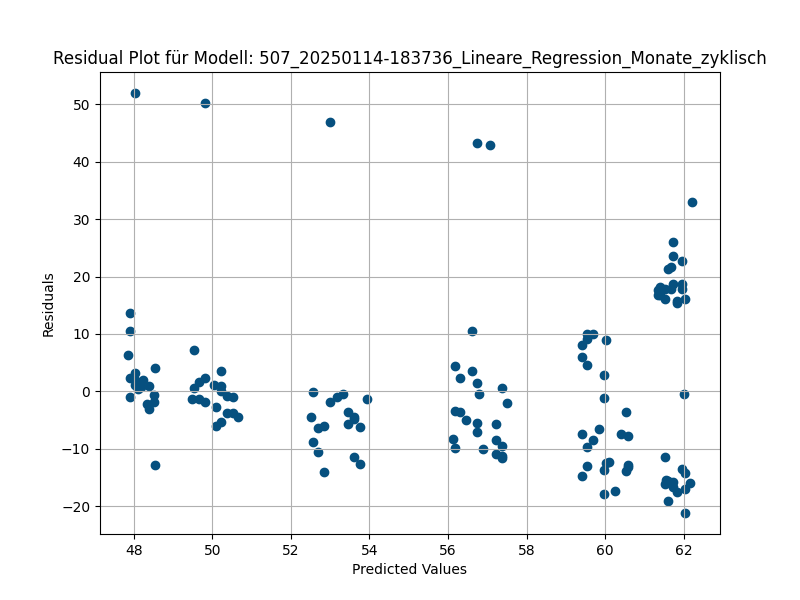 Residual Plot für Modell: 507_20250114-183736_Lineare_Regression_Monate_zyklisch
50
40
30
20
10
0
−10
−20
Residuals
48 50 52 54 56 58 60 62
Predicted Values